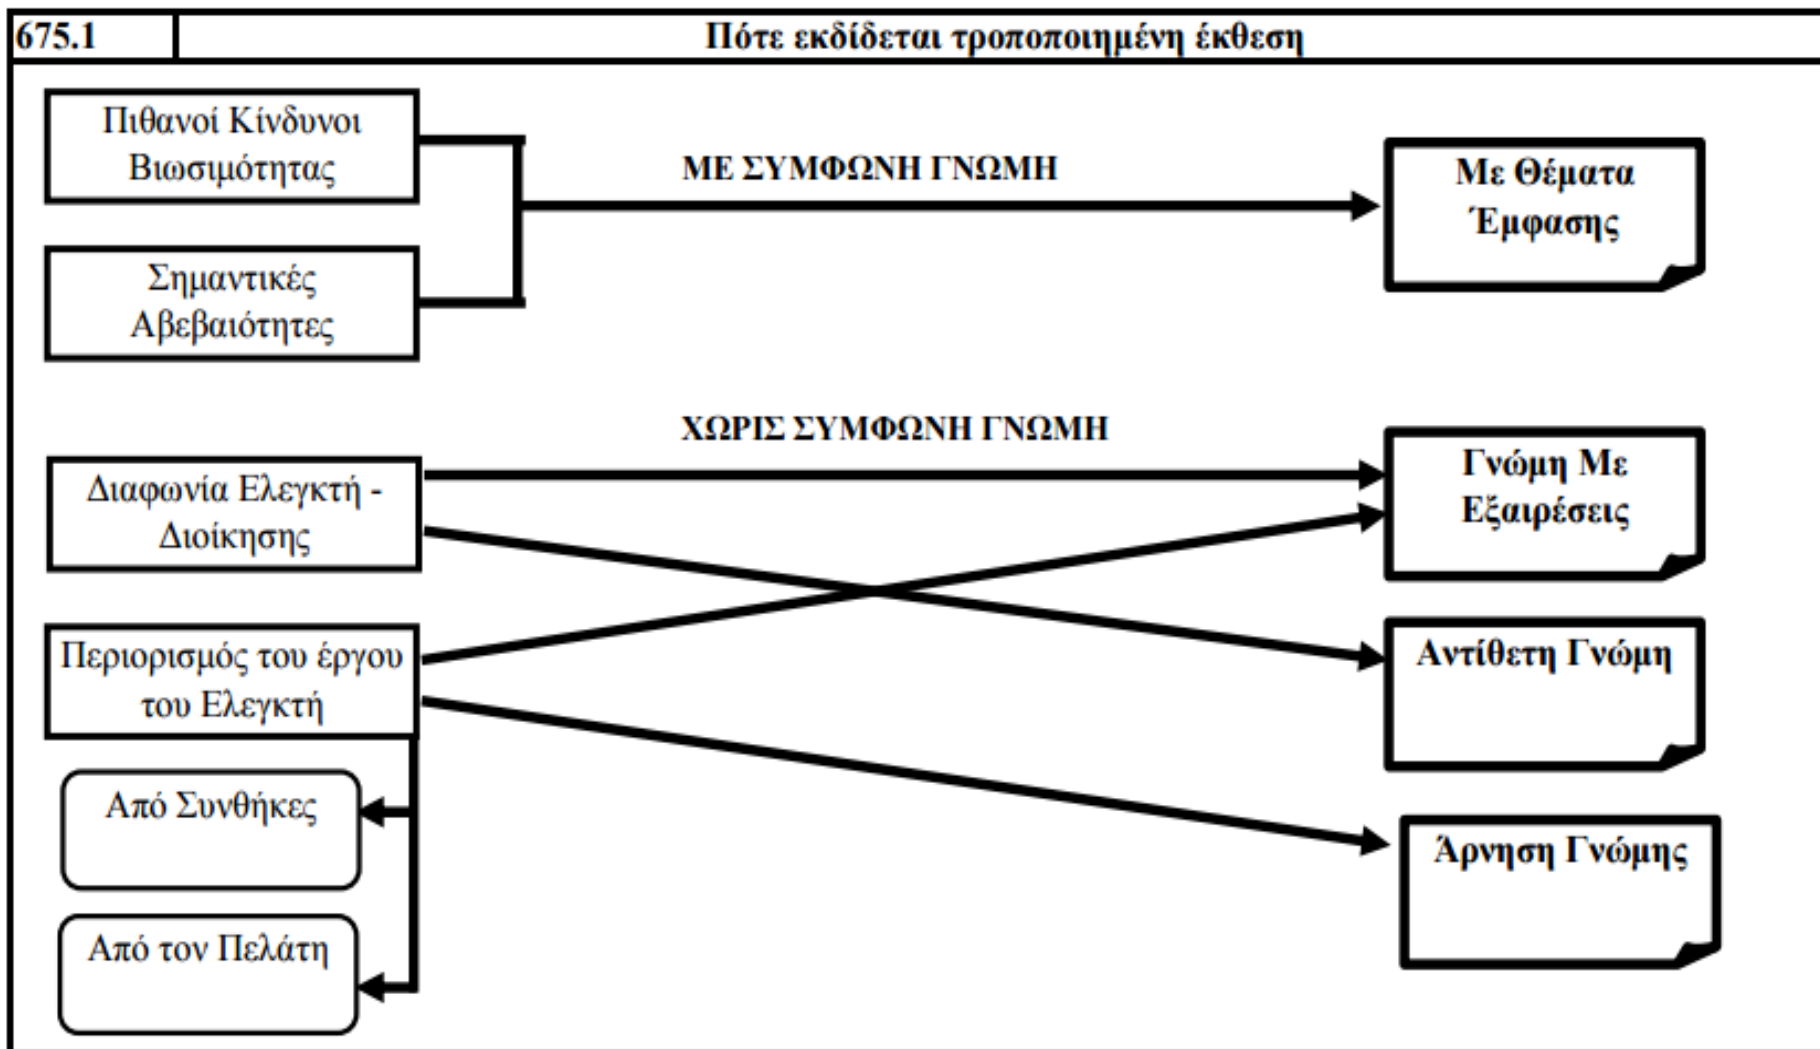 675.1
Πότε εκδίδεται τροποποιημένη έκθεση
Πιθανοί Κίνδυνοι
Βιωσιμότητας
ΜΕ ΣΥΜΦΩΝΗ ΓΝΩΜΗ
Με Θέματα
Έμφασης
Σημαντικές
Αβεβαιότητες
ΧΩΡΙΣ ΣΥΜΦΩΝΗ ΓΝΩΜΗ
Διαφωνία Ελεγκτή -
Διοίκησης
Γνώμη Με
Εξαιρέσεις
Περιορισμός του έργου
του Ελεγκτή
Αντίθετη Γνώμη
Από Συνθήκες
Άρνηση Γνώμης
Από τον Πελάτη